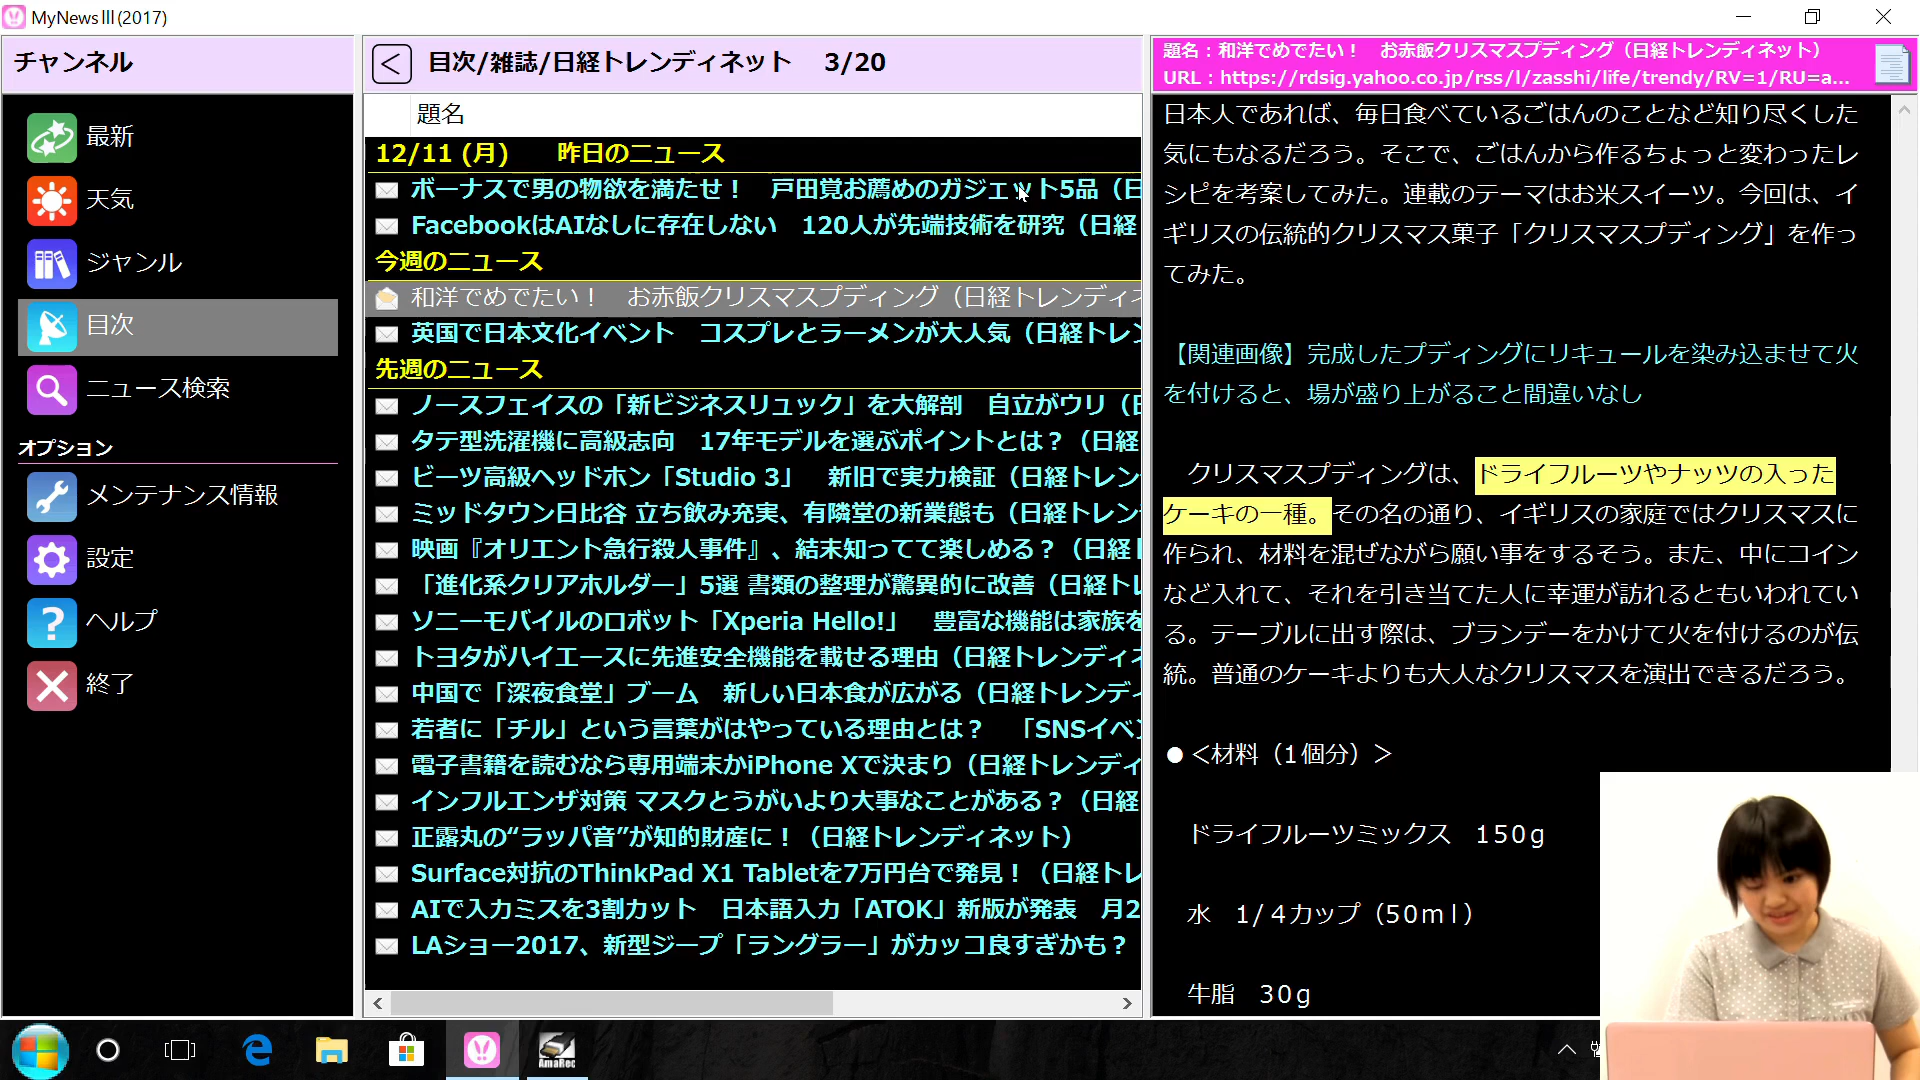 MyNewsⅢ(2017)
チャンネル
最新
天気
ジャンル
目次
ニュース検索
オプション
メンテナンス情報
設定
ヘルプ
終了
目次/雑誌/日経トレンディネット 3/20
題名
12/11 (月) 昨日のニュース
ボーナスで男の物欲を満たせ！ 戸田覚お薦めのガジェット5品（日
FacebookはAIなしに存在しない 120人が先端技術を研究（日経
今週のニュース
和洋でめでたい！ お赤飯クリスマスプディング（日経トレンディネ
英国で日本文化イベント コスプレとラーメンが大人気（日経トレン
先週のニュース
ノースフェイスの「新ビジネスリュック」を大解剖 自立がウリ（日
タテ型洗濯機に高級志向 17年モデルを選ぶポイントとは？（日経
ビーツ高級ヘッドホン「Studio 3」 新旧で実力検証（日経トレン
ミッドタウン日比谷 立ち飲み充実、有隣堂の新業態も（日経トレン
映画『オリエント急行殺人事件』、結末知ってて楽しめる？（日経ト
「進化系クリアホルダー」5選 書類の整理が驚異的に改善（日経トレ
ソニーモバイルのロボット「Xperia Hello!」 豊富な機能は家族を
トヨタがハイエースに先進安全機能を載せる理由（日経トレンディネ
中国で「深夜食堂」ブーム 新しい日本食が広がる（日経トレンディ
若者に「チル」という言葉がはやっている理由とは？ 「SNSイベン
電子書籍を読むなら専用端末かiPhone Xで決まり（日経トレンディ
インフルエンザ対策 マスクとうがいより大事なことがある？（日経
正露丸の“ラッパ音”が知的財産に！（日経トレンディネット）
Surface対抗のThinkPad X1 Tabletを7万円台で発見！（日経トレ
AIで入力ミスを3割カット 日本語入力「ATOK」新版が発表 月2
LAショー2017、新型ジープ「ラングラー」がカッコ良すぎかも？
題名：和洋でめでたい！ お赤飯クリスマスプディング（日経トレンディネット）
URL：https://rdsig.yahoo.co.jp/rss/l/zasshi/life/trendy/RV=1/RU=a...
日本人であれば、毎日食べているごはんのことなど知り尽くした
気にもなるだろう。そこで、ごはんから作るちょっと変わったレ
シピを考案してみた。連載のテーマはお米スイーツ。今回は、イ
ギリスの伝統的クリスマス菓子「クリスマスプディング」を作っ
てみた。
【関連画像】完成したプディングにリキュールを染み込ませて火
を付けると、場が盛り上がること間違いなし
クリスマスプディングは、ドライフルーツやナッツの入った
ケーキの一種。その名の通り、イギリスの家庭ではクリスマスに
作られ、材料を混ぜながら願い事をするそう。また、中にコイン
など入れて、それを引き当てた人に幸運が訪れるともいわれてい
る。テーブルに出す際は、ブランデーをかけて火を付けるのが伝
統。普通のケーキよりも大人なクリスマスを演出できるだろう。
●＜材料（1個分）＞
ドライフルーツミックス 150g
水 1/4カップ（50ml）
牛脂 30g
AmaRec